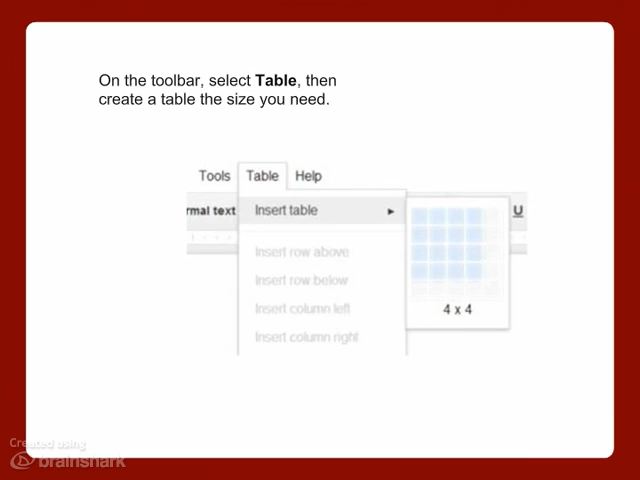 On the toolbar, select Table, then
create a table the size you need.
Tools Table Help
rmal text Insert table U
Insert row above
Insert row below
Insert column left
Insert column right
4 x 4
Created using
brainshark